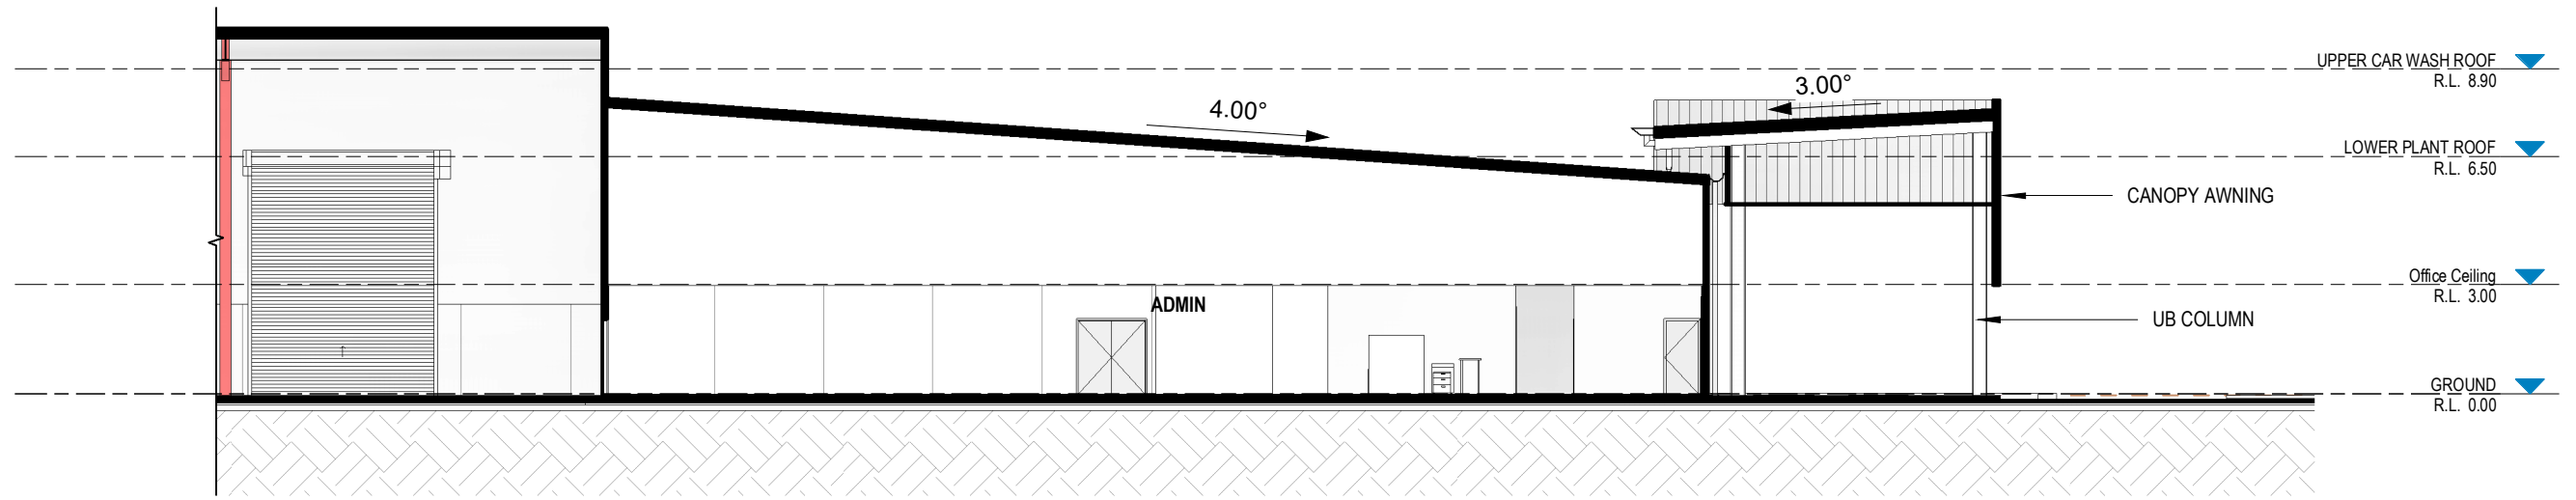 UPPER CAR WASH ROOF
R.L. 8.90
3.00°
4.00°
LOWER PLANT ROOF
R.L. 6.50
CANOPY AWNING
Office Ceiling
R.L. 3.00
ADMIN
UB COLUMN
GROUND
R.L. 0.00